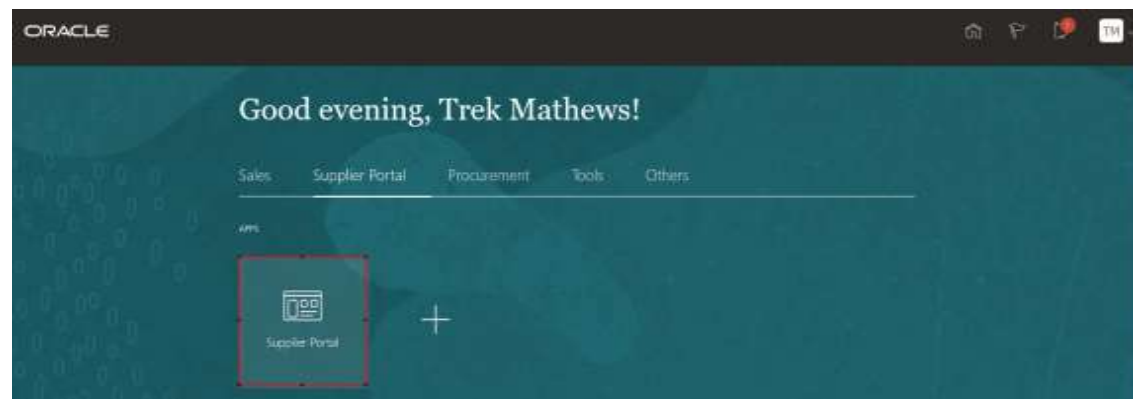 ORACLE
TM
Good evening, Trek Mathews!
Sales Supplier Portal Procurement Tools Others
APPS
Supplier Portal